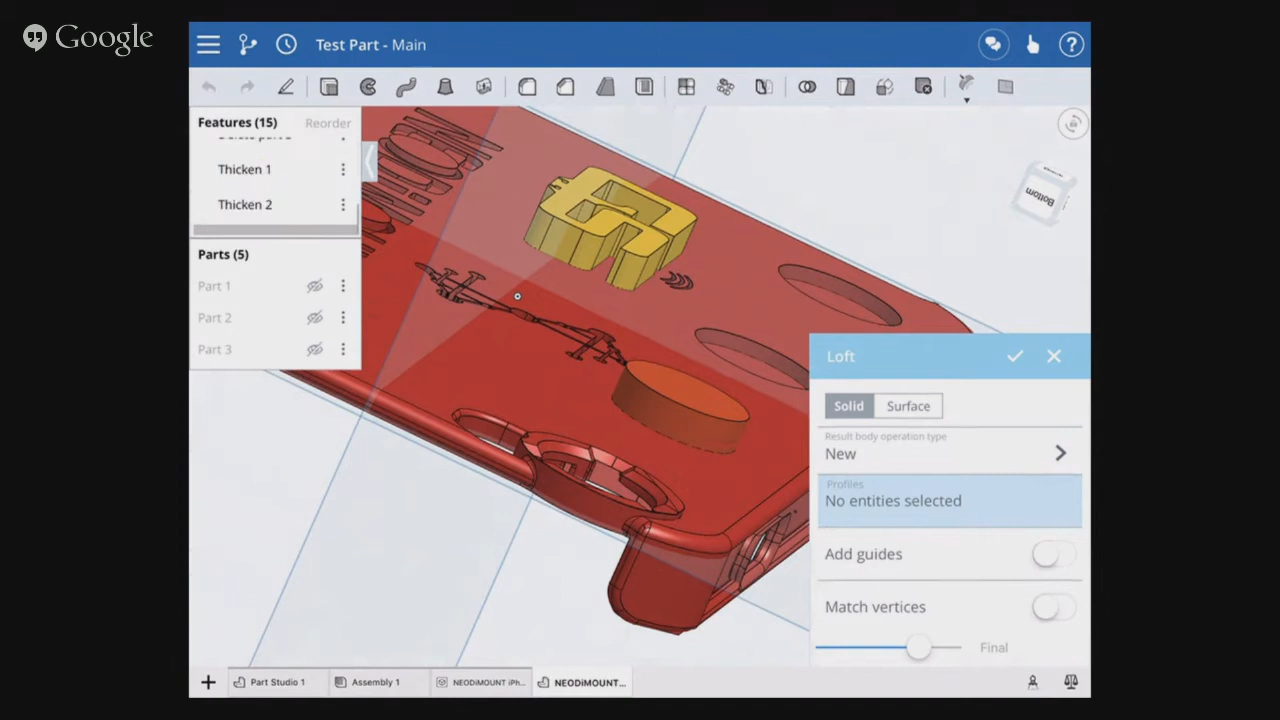 Google
Test Part - Main
Features (15)
Reorder
Thicken 1
Thicken 2
Parts (5)
Part 1
Part 2
Part 3
Bottom
Loft
Solid
Surface
Result body operation type
New
Profiles
No entities selected
Add guides
Match vertices
Final
Part Studio 1
Assembly 1
NEODiMOUNT iPh...
NEODiMOUNT...